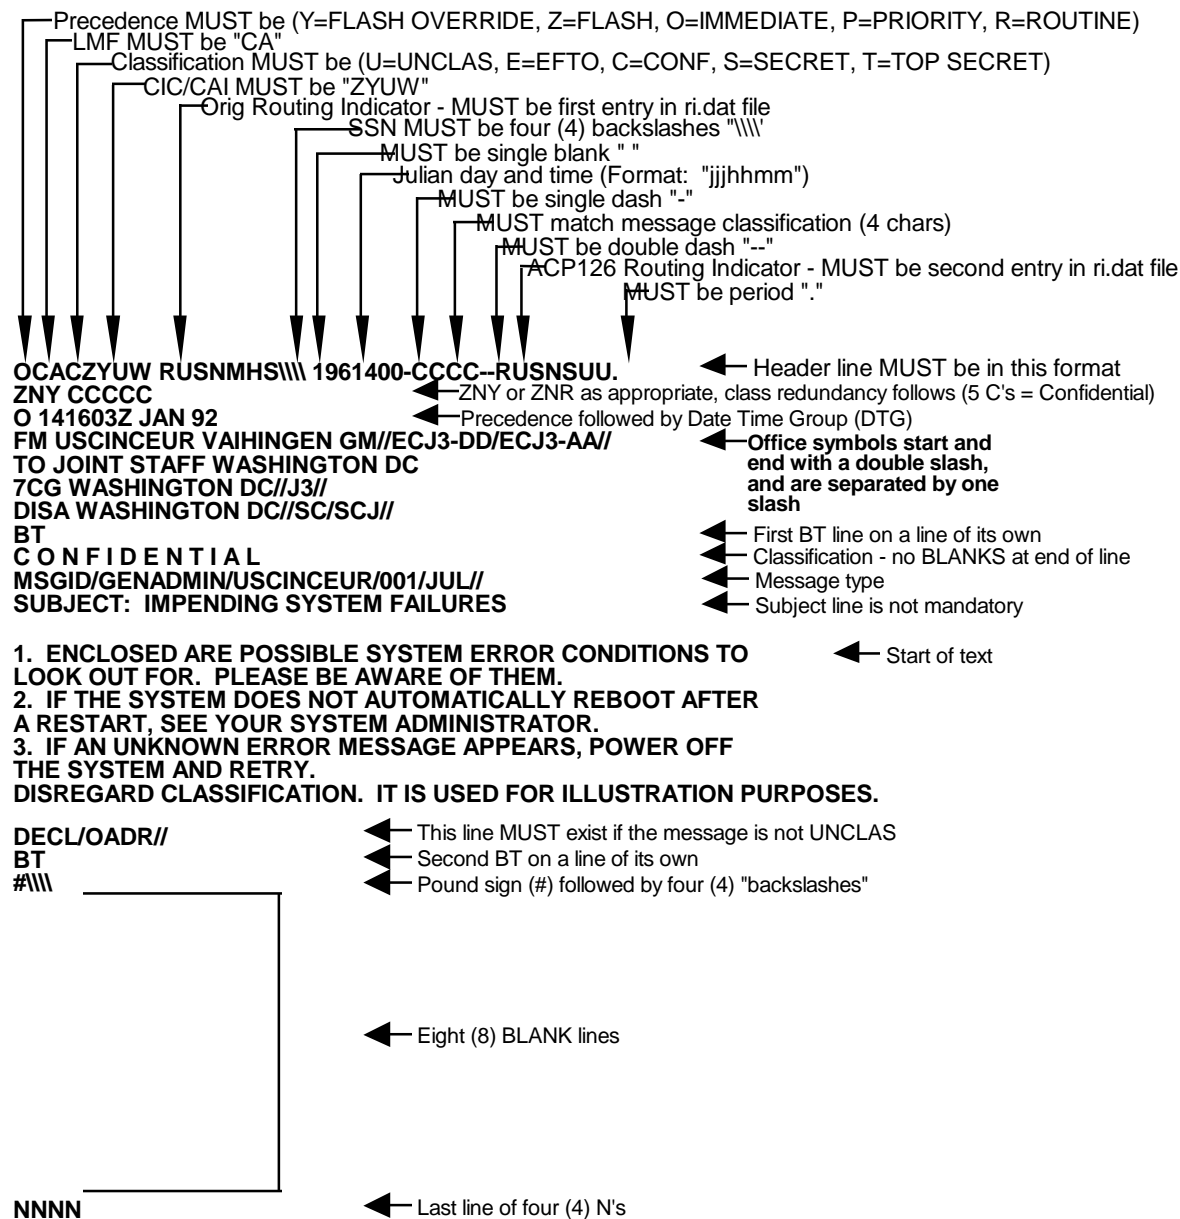 Precedence MUST be (Y=FLASH OVERRIDE, Z=FLASH, O=IMMEDIATE, P=PRIORITY, R=ROUTINE)
LMF MUST be "CA"
Classification MUST be (U=UNCLAS, E=EFTO, C=CONF, S=SECRET, T=TOP SECRET)
CIC/CAI MUST be "ZYUW"
Orig Routing Indicator - MUST be first entry in ri.dat file
SSN MUST be four (4) backslashes "\\\\'
MUST be single blank " "
Julian day and time (Format:  "jjjhhmm")
MUST be single dash "-"
MUST match message classification (4 chars)
MUST be double dash "--"
ACP126 Routing Indicator - MUST be second entry in ri.dat file
MUST be period "."
OCACZYUW RUSNMHS\\\\ 1961400-CCCC--RUSNSUU. Header line MUST be in this format
ZNY CCCCC ZNY or ZNR as appropriate, class redundancy follows (5 C's = Confidential)
O 141603Z JAN 92 Precedence followed by Date Time Group (DTG)
FM USCINCEUR VAIHINGEN GM//ECJ3-DD/ECJ3-AA// Office symbols start and
TO JOINT STAFF WASHINGTON DC end with a double slash,
7CG WASHINGTON DC//J3// and are separated by one
DISA WASHINGTON DC//SC/SCJ// slash
BT First BT line on a line of its own
C O N F I D E N T I A L Classification - no BLANKS at end of line
MSGID/GENADMIN/USCINCEUR/001/JUL// Message type
SUBJECT:  IMPENDING SYSTEM FAILURES Subject line is not mandatory
1.  ENCLOSED ARE POSSIBLE SYSTEM ERROR CONDITIONS TO Start of text
LOOK OUT FOR.  PLEASE BE AWARE OF THEM.
2.  IF THE SYSTEM DOES NOT AUTOMATICALLY REBOOT AFTER
A RESTART, SEE YOUR SYSTEM ADMINISTRATOR.
3.  IF AN UNKNOWN ERROR MESSAGE APPEARS, POWER OFF
THE SYSTEM AND RETRY.
DISREGARD CLASSIFICATION.  IT IS USED FOR ILLUSTRATION PURPOSES.
DECL/OADR// This line MUST exist if the message is not UNCLAS
BT Second BT on a line of its own
#\\\\ Pound sign (#) followed by four (4) "backslashes"
Eight (8) BLANK lines
NNNN Last line of four (4) N's